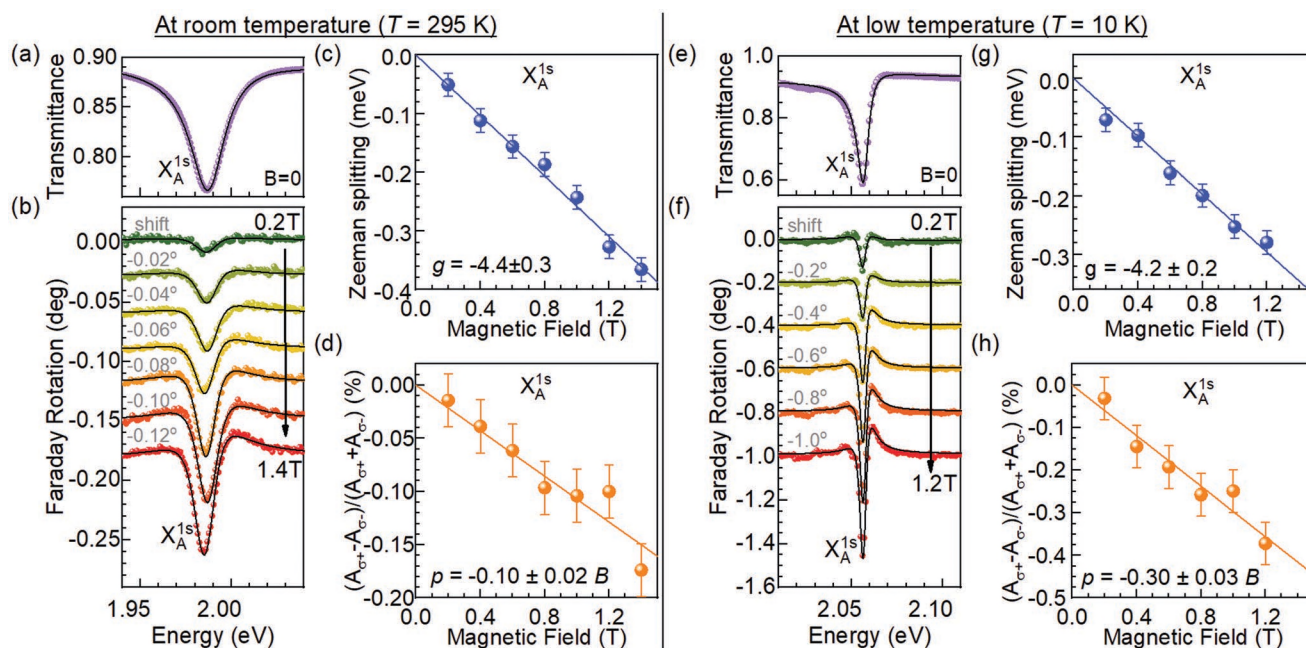 At room temperature (T = 295 K)
At low temperature (T = 10 K)
(a)
Transmittance
0.90
0.85
0.80
X_A^1s
B=0
(b)
Faraday Rotation (deg)
0.00
-0.05
-0.10
-0.15
-0.20
-0.25
shift
-0.02º
-0.04º
-0.06º
-0.08º
-0.10º
-0.12º
0.2T
1.4T
X_A^1s
1.95
2.00
Energy (eV)
(c)
Zeeman splitting (meV)
0.0
-0.1
-0.2
-0.3
-0.4
X_A^1s
g = -4.4±0.3
0.0 0.4 0.8 1.2
Magnetic Field (T)
(d)
(A_σ+-A_σ-)/(A_σ++A_σ-) (%)
0.00
-0.05
-0.10
-0.15
-0.20
X_A^1s
p = -0.10 ± 0.02 B
0.0 0.4 0.8 1.2
Magnetic Field (T)
(e)
Transmittance
1.0
0.8
0.6
X_A^1s
B=0
(f)
Faraday Rotation (deg)
0.0
-0.2
-0.4
-0.6
-0.8
-1.0
-1.2
-1.4
-1.6
shift
-0.2º
-0.4º
-0.6º
-0.8º
-1.0º
0.2T
1.2T
X_A^1s
2.05
2.10
Energy (eV)
(g)
Zeeman splitting (meV)
0.0
-0.1
-0.2
-0.3
X_A^1s
g = -4.2 ± 0.2
0.0 0.4 0.8 1.2
Magnetic Field (T)
(h)
(A_σ+-A_σ-)/(A_σ++A_σ-) (%)
0.0
-0.1
-0.2
-0.3
-0.4
-0.5
X_A^1s
p = -0.30 ± 0.03 B
0.0 0.4 0.8 1.2
Magnetic Field (T)